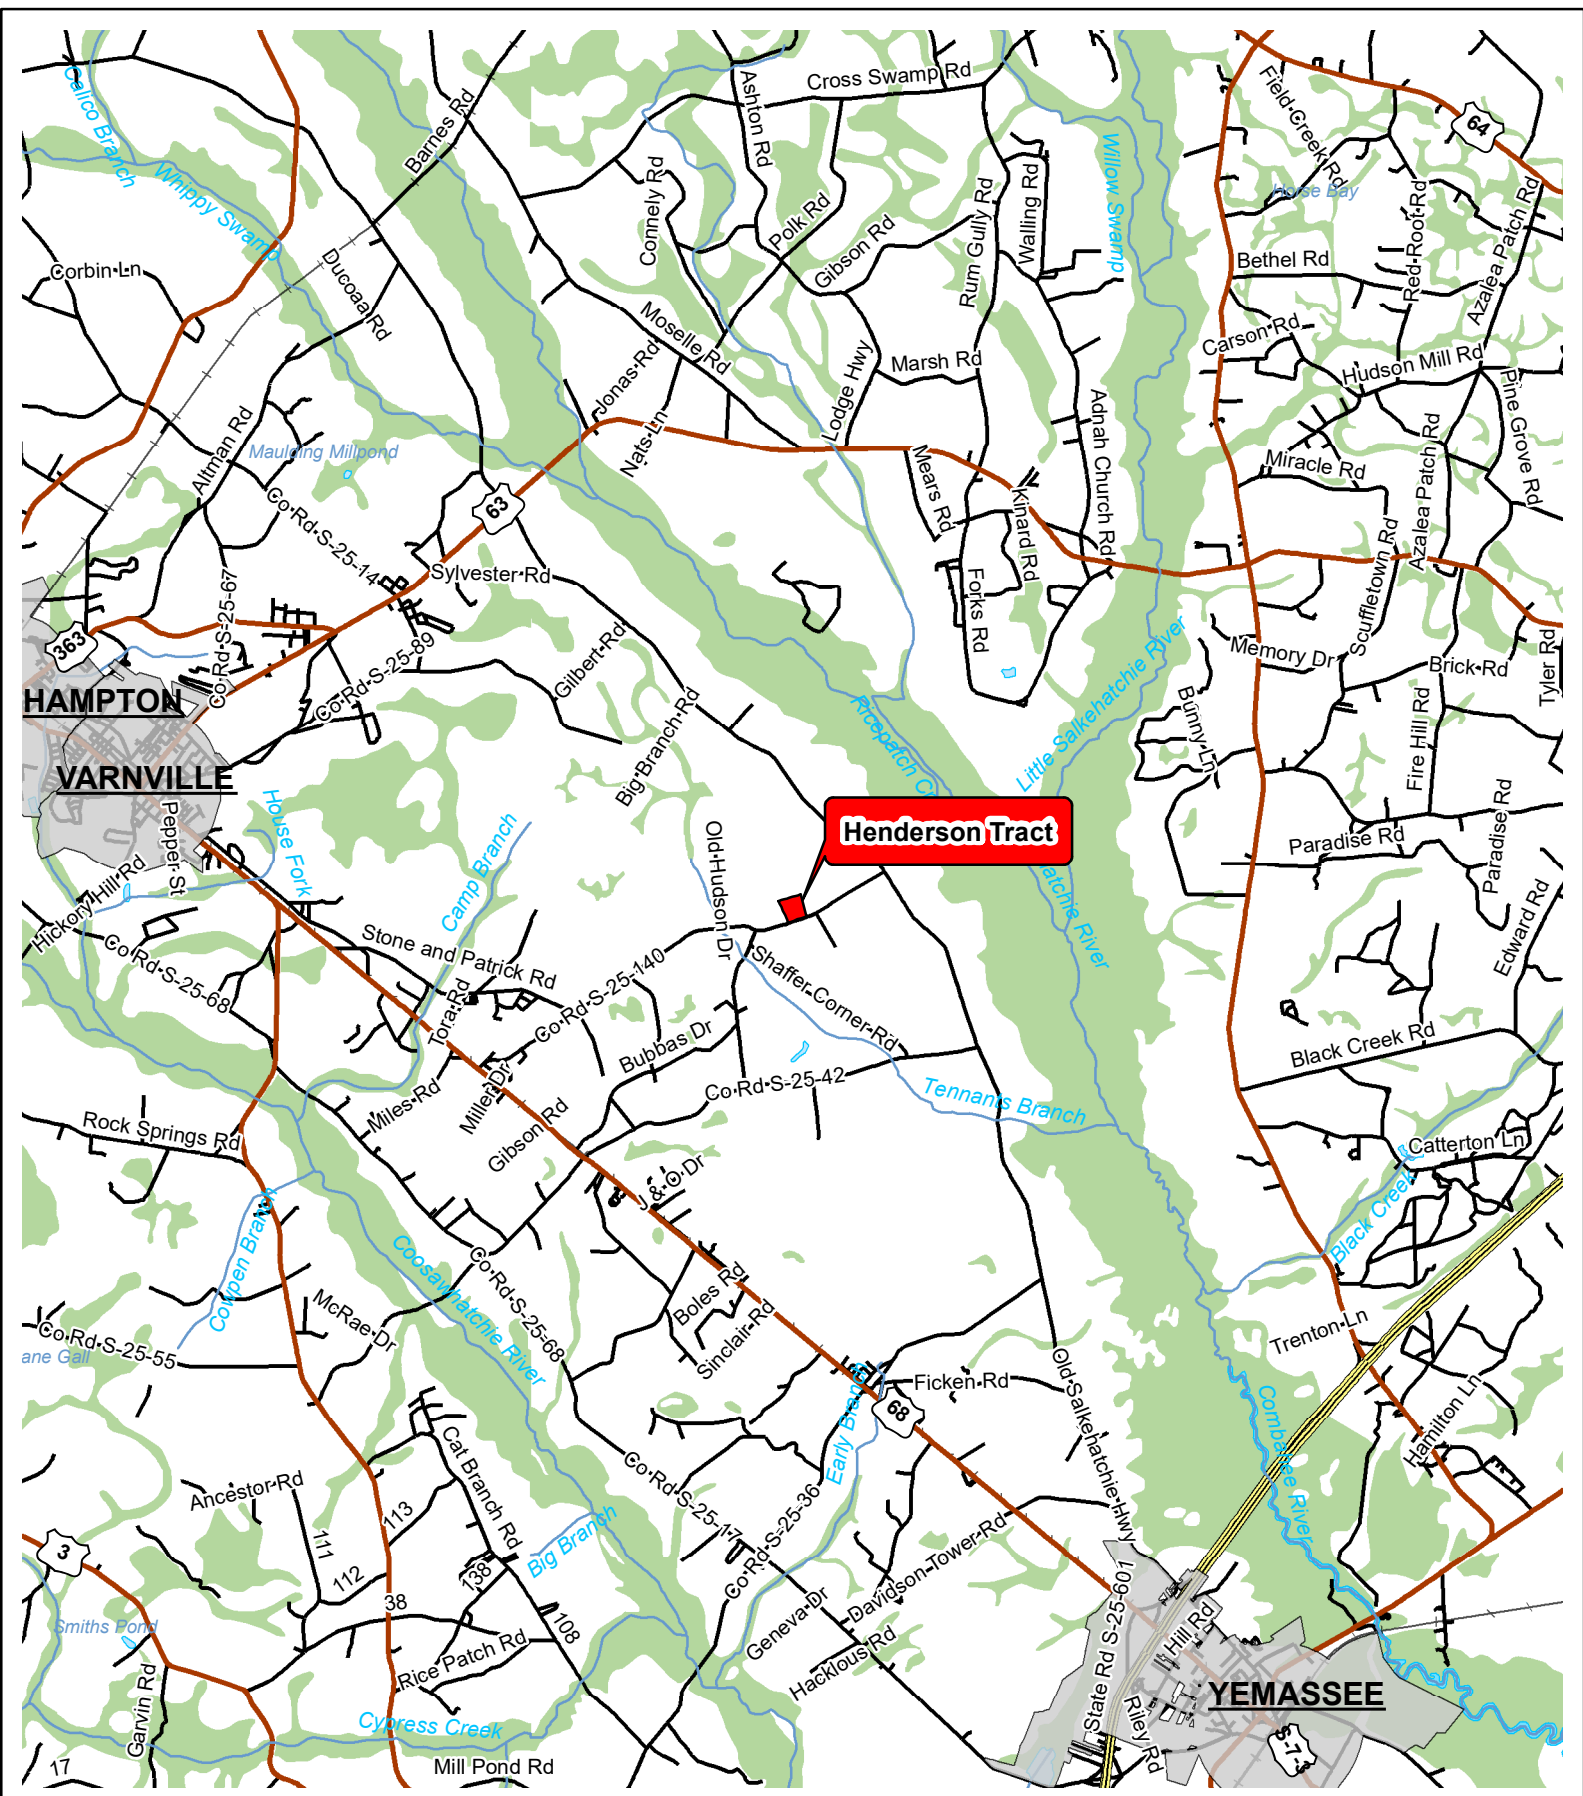 Cross Swamp Rd
Ashton Rd
Field Creek Rd
64
Calico Branch
Barnes Rd
Whippy Swamp
Willow Swamp
Horse Bay
Connely Rd
Polk Rd
Gibson Rd
Rum Gully Rd
Walling Rd
Red Root Rd
Azalea Patch Rd
Corbin Ln
Ducoaa Rd
Bethel Rd
Moselle Rd
Carson Rd
Jonas Rd
Lodge Hwy
Marsh Rd
Hudson Mill Rd
Pine Grove Rd
Altman Rd
Maulding Millpond
Nats Ln
Adnah Church Rd
Azalea Patch Rd
Miracle Rd
Mears Rd
Kinard Rd
63
Co Rd S-25-14
Sylvester Rd
Co Rd S-25-67
Forks Rd
Scuffletown Rd
363
Co Rd S-25-89
Gilbert Rd
Memory Dr
Brick Rd
Tyler Rd
HAMPTON
Big Branch Rd
Ricepatch Cr
Little Salkehatchie River
Bunny Ln
Fire Hill Rd
VARNVILLE
Pepper St
House Fork
Camp Branch
Old Hudson Dr
Henderson Tract
Paradise Rd
Paradise Rd
Hickory Hill Rd
atchie River
Edward Rd
Co Rd S-25-68
Stone and Patrick Rd
Co Rd S-25-140
Shaffer Corner Rd
Tora Rd
Bubbas Dr
Black Creek Rd
Miles Rd
Miller Dr
Co Rd S-25-42
Tennants Branch
Rock Springs Rd
Gibson Rd
Catterton Ln
J & O Dr
Black Creek
Cowpen Branch
Coosawhatchie River
Co Rd S-25-68
McRae Dr
Boles Rd
Sinclair Rd
Trenton Ln
Co Rd S-25-55
ane Gall
Old Salkehatchie Hwy
Ficken Rd
Early Branch
68
Combahee River
Hamilton Ln
Cat Branch Rd
Co Rd S-25-17
Co Rd S-25-36
Ancestor Rd
111
113
112
Big Branch
138
3
38
108
Davidson Tower Rd
Geneva Dr
State Rd S-25-601
Hill Rd
Smiths Pond
Rice Patch Rd
Hacklous Rd
Garvin Rd
YEMASSEE
Riley Rd
Cypress Creek
S-7-3
17
Mill Pond Rd